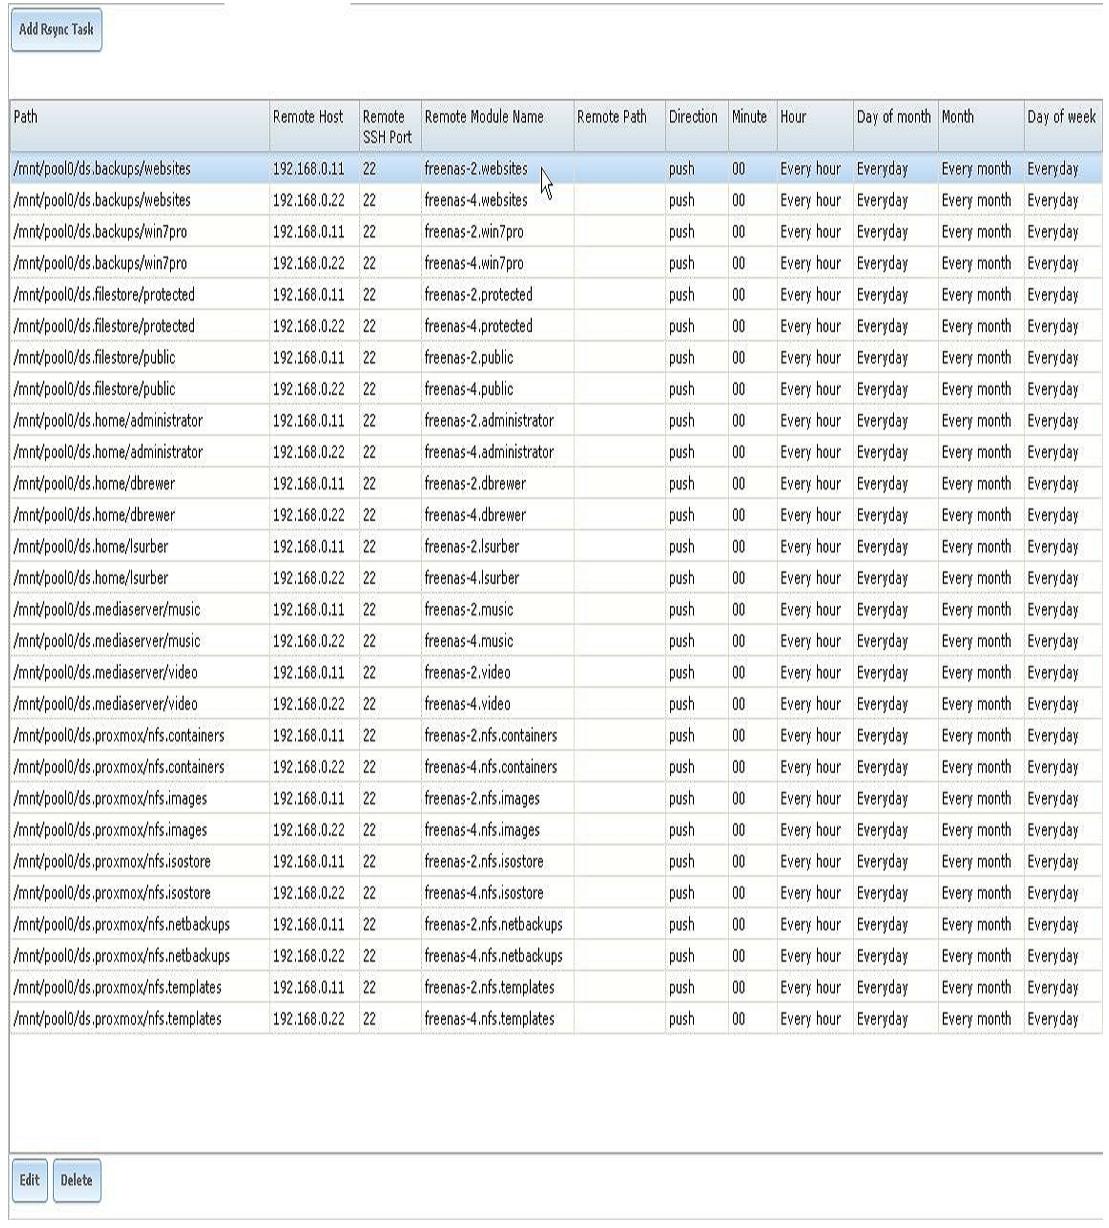 Add Rsync Task
Path Remote Host Remote SSH Port Remote Module Name Remote Path Direction Minute Hour Day of month Month Day of week
/mnt/pool0/ds.backups/websites 192.168.0.11 22 freenas-2.websites push 00 Every hour Everyday Every month Everyday
/mnt/pool0/ds.backups/websites 192.168.0.22 22 freenas-4.websites push 00 Every hour Everyday Every month Everyday
/mnt/pool0/ds.backups/win7pro 192.168.0.11 22 freenas-2.win7pro push 00 Every hour Everyday Every month Everyday
/mnt/pool0/ds.backups/win7pro 192.168.0.22 22 freenas-4.win7pro push 00 Every hour Everyday Every month Everyday
/mnt/pool0/ds.filestore/protected 192.168.0.11 22 freenas-2.protected push 00 Every hour Everyday Every month Everyday
/mnt/pool0/ds.filestore/protected 192.168.0.22 22 freenas-4.protected push 00 Every hour Everyday Every month Everyday
/mnt/pool0/ds.filestore/public 192.168.0.11 22 freenas-2.public push 00 Every hour Everyday Every month Everyday
/mnt/pool0/ds.filestore/public 192.168.0.22 22 freenas-4.public push 00 Every hour Everyday Every month Everyday
/mnt/pool0/ds.home/administrator 192.168.0.11 22 freenas-2.administrator push 00 Every hour Everyday Every month Everyday
/mnt/pool0/ds.home/administrator 192.168.0.22 22 freenas-4.administrator push 00 Every hour Everyday Every month Everyday
/mnt/pool0/ds.home/dbrewer 192.168.0.11 22 freenas-2.dbrewer push 00 Every hour Everyday Every month Everyday
/mnt/pool0/ds.home/dbrewer 192.168.0.22 22 freenas-4.dbrewer push 00 Every hour Everyday Every month Everyday
/mnt/pool0/ds.home/lsurber 192.168.0.11 22 freenas-2.lsurber push 00 Every hour Everyday Every month Everyday
/mnt/pool0/ds.home/lsurber 192.168.0.22 22 freenas-4.lsurber push 00 Every hour Everyday Every month Everyday
/mnt/pool0/ds.mediaserver/music 192.168.0.11 22 freenas-2.music push 00 Every hour Everyday Every month Everyday
/mnt/pool0/ds.mediaserver/music 192.168.0.22 22 freenas-4.music push 00 Every hour Everyday Every month Everyday
/mnt/pool0/ds.mediaserver/video 192.168.0.11 22 freenas-2.video push 00 Every hour Everyday Every month Everyday
/mnt/pool0/ds.mediaserver/video 192.168.0.22 22 freenas-4.video push 00 Every hour Everyday Every month Everyday
/mnt/pool0/ds.proxmox/nfs.containers 192.168.0.11 22 freenas-2.nfs.containers push 00 Every hour Everyday Every month Everyday
/mnt/pool0/ds.proxmox/nfs.containers 192.168.0.22 22 freenas-4.nfs.containers push 00 Every hour Everyday Every month Everyday
/mnt/pool0/ds.proxmox/nfs.images 192.168.0.11 22 freenas-2.nfs.images push 00 Every hour Everyday Every month Everyday
/mnt/pool0/ds.proxmox/nfs.images 192.168.0.22 22 freenas-4.nfs.images push 00 Every hour Everyday Every month Everyday
/mnt/pool0/ds.proxmox/nfs.isostore 192.168.0.11 22 freenas-2.nfs.isostore push 00 Every hour Everyday Every month Everyday
/mnt/pool0/ds.proxmox/nfs.isostore 192.168.0.22 22 freenas-4.nfs.isostore push 00 Every hour Everyday Every month Everyday
/mnt/pool0/ds.proxmox/nfs.netbackups 192.168.0.11 22 freenas-2.nfs.netbackups push 00 Every hour Everyday Every month Everyday
/mnt/pool0/ds.proxmox/nfs.netbackups 192.168.0.22 22 freenas-4.nfs.netbackups push 00 Every hour Everyday Every month Everyday
/mnt/pool0/ds.proxmox/nfs.templates 192.168.0.11 22 freenas-2.nfs.templates push 00 Every hour Everyday Every month Everyday
/mnt/pool0/ds.proxmox/nfs.templates 192.168.0.22 22 freenas-4.nfs.templates push 00 Every hour Everyday Every month Everyday
Edit Delete